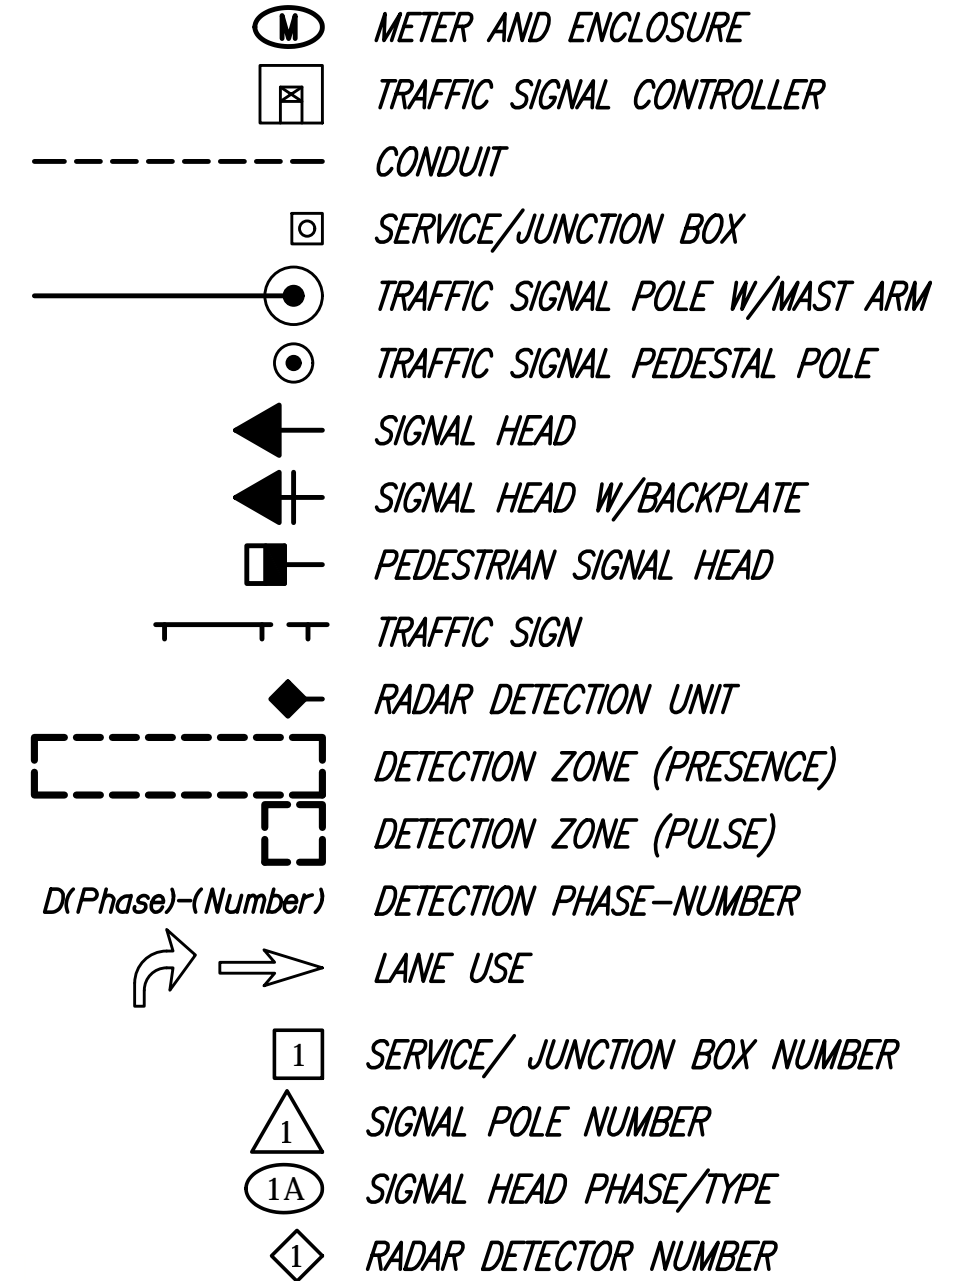 M METER AND ENCLOSURE
TRAFFIC SIGNAL CONTROLLER
CONDUIT
SERVICE/JUNCTION BOX
TRAFFIC SIGNAL POLE W/MAST ARM
TRAFFIC SIGNAL PEDESTAL POLE
SIGNAL HEAD
SIGNAL HEAD W/BACKPLATE
PEDESTRIAN SIGNAL HEAD
TRAFFIC SIGN
RADAR DETECTION UNIT
DETECTION ZONE (PRESENCE)
DETECTION ZONE (PULSE)
D(Phase)-(Number) DETECTION PHASE-NUMBER
LANE USE
1 SERVICE/ JUNCTION BOX NUMBER
1 SIGNAL POLE NUMBER
1A SIGNAL HEAD PHASE/TYPE
1 RADAR DETECTOR NUMBER